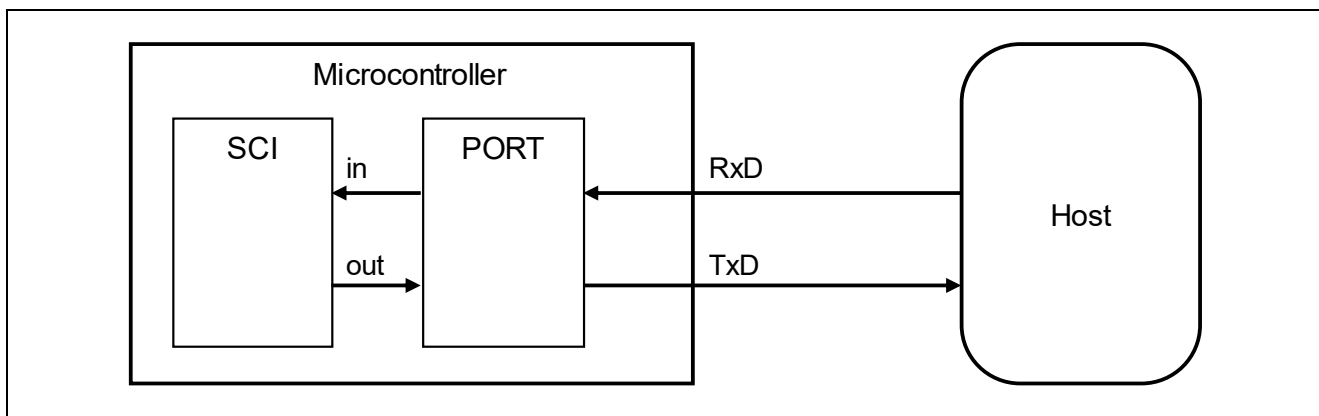 Microcontroller
SCI
PORT
in
out
RxD
TxD
Host